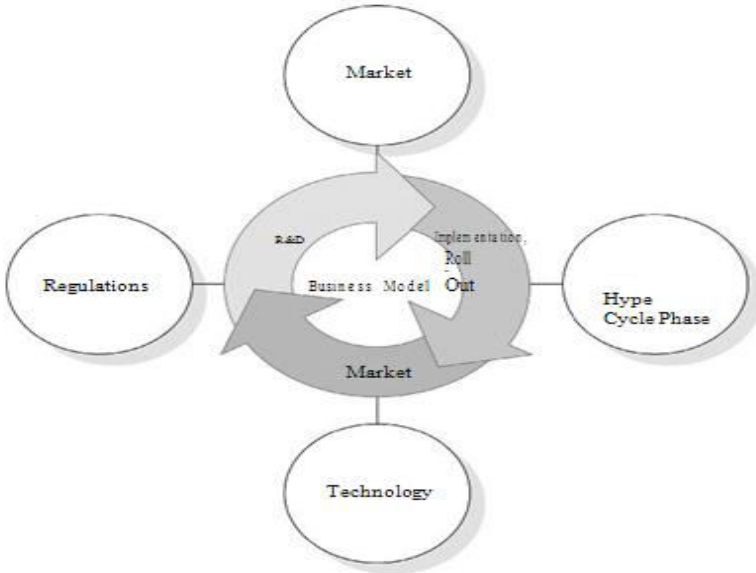 Market
R&D
Implementation,
Roll
-
Out
Regulations
Business Model
Hype
Cycle Phase
Market
Technology